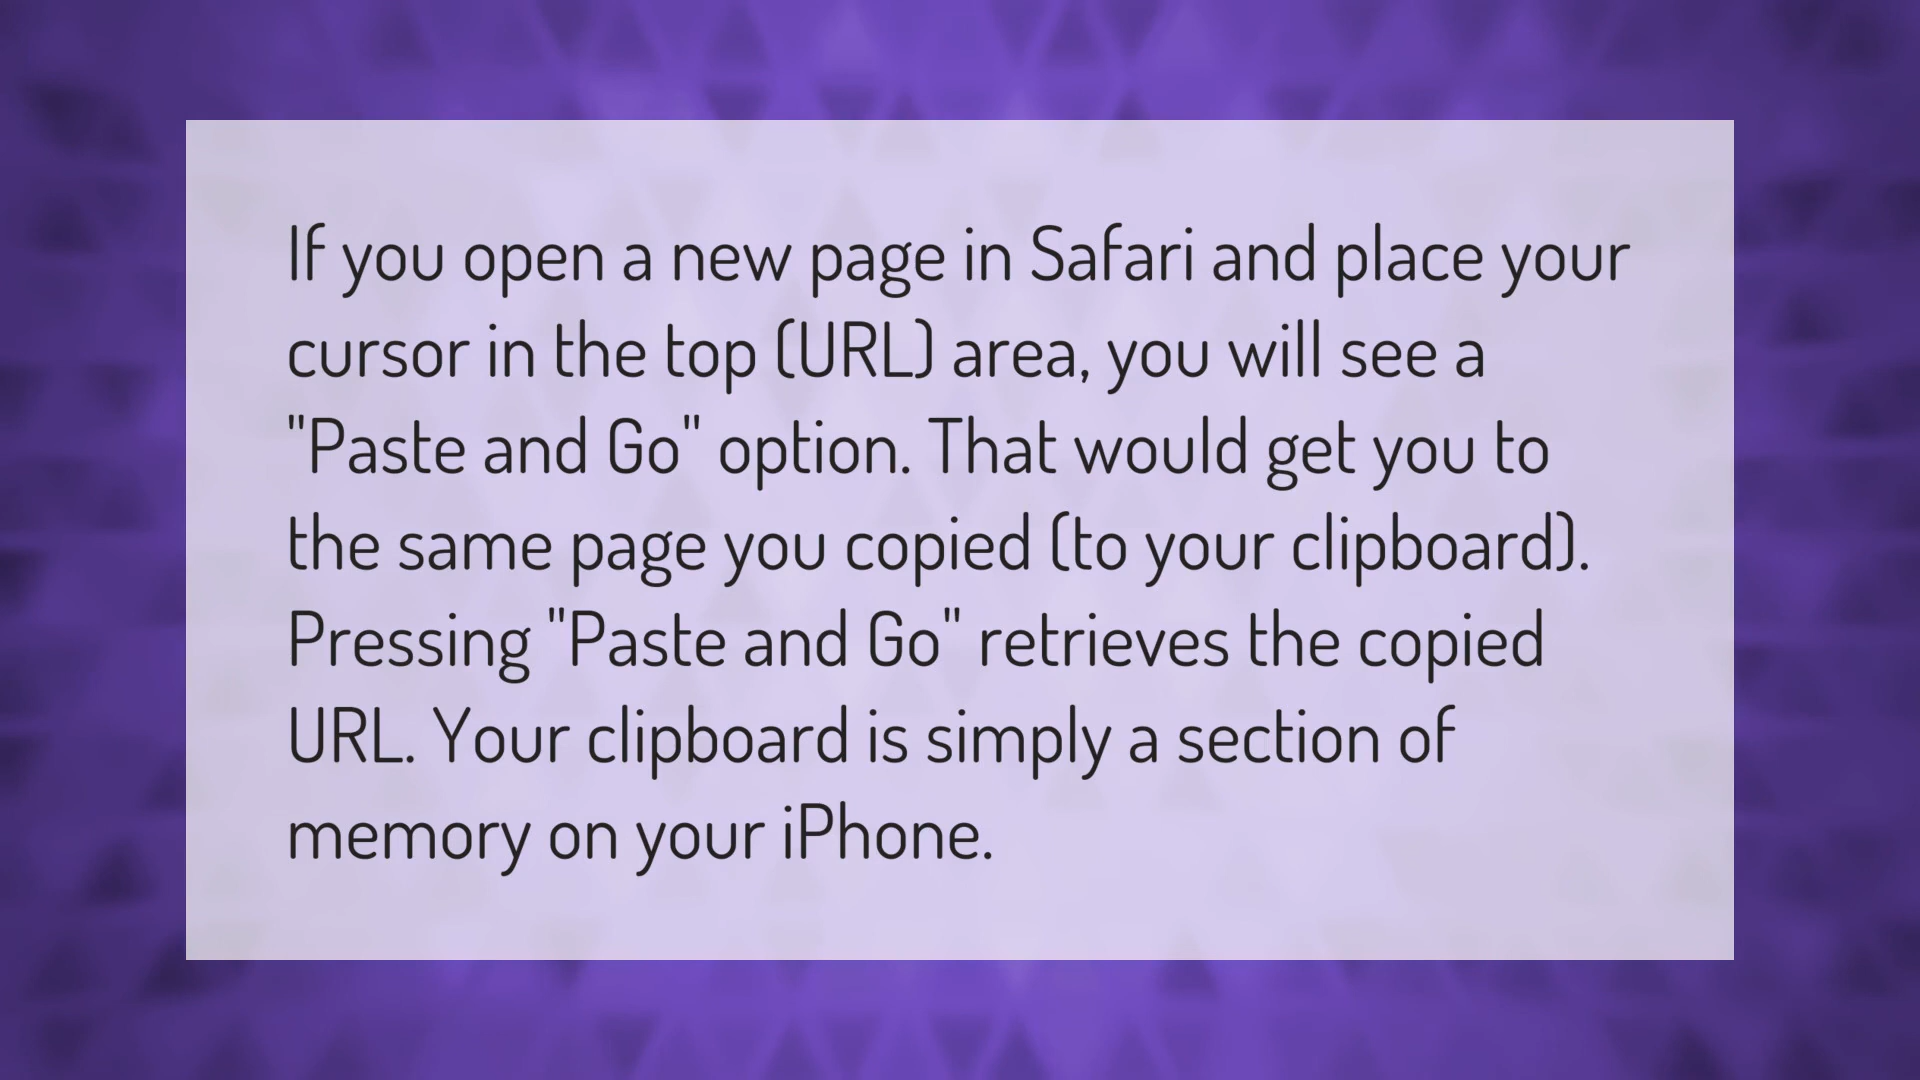 If you open a new page in Safari and place your
cursor in the top (URL) area, you will see a
"Paste and Go" option. That would get you to
the same page you copied (to your clipboard).
Pressing "Paste and Go" retrieves the copied
URL. Your clipboard is simply a section of
memory on your iPhone.